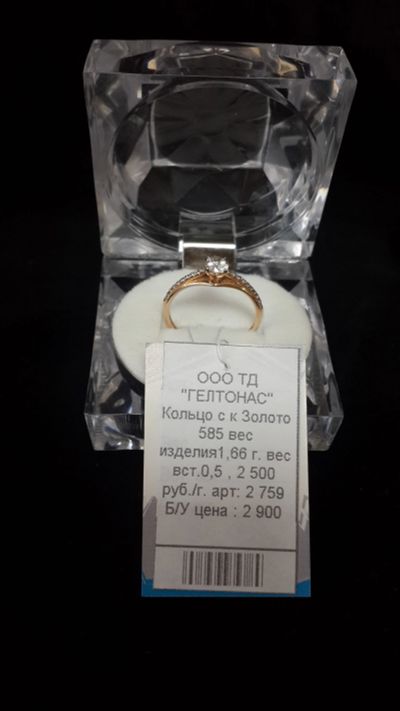 ООО ТД
"ГЕЛТОНАС"
Кольцо с к Золото
585 вес
изделия1,66 г. вес
вст.0,5 , 2 500
руб./г. арт: 2 759
Б/У цена : 2 900